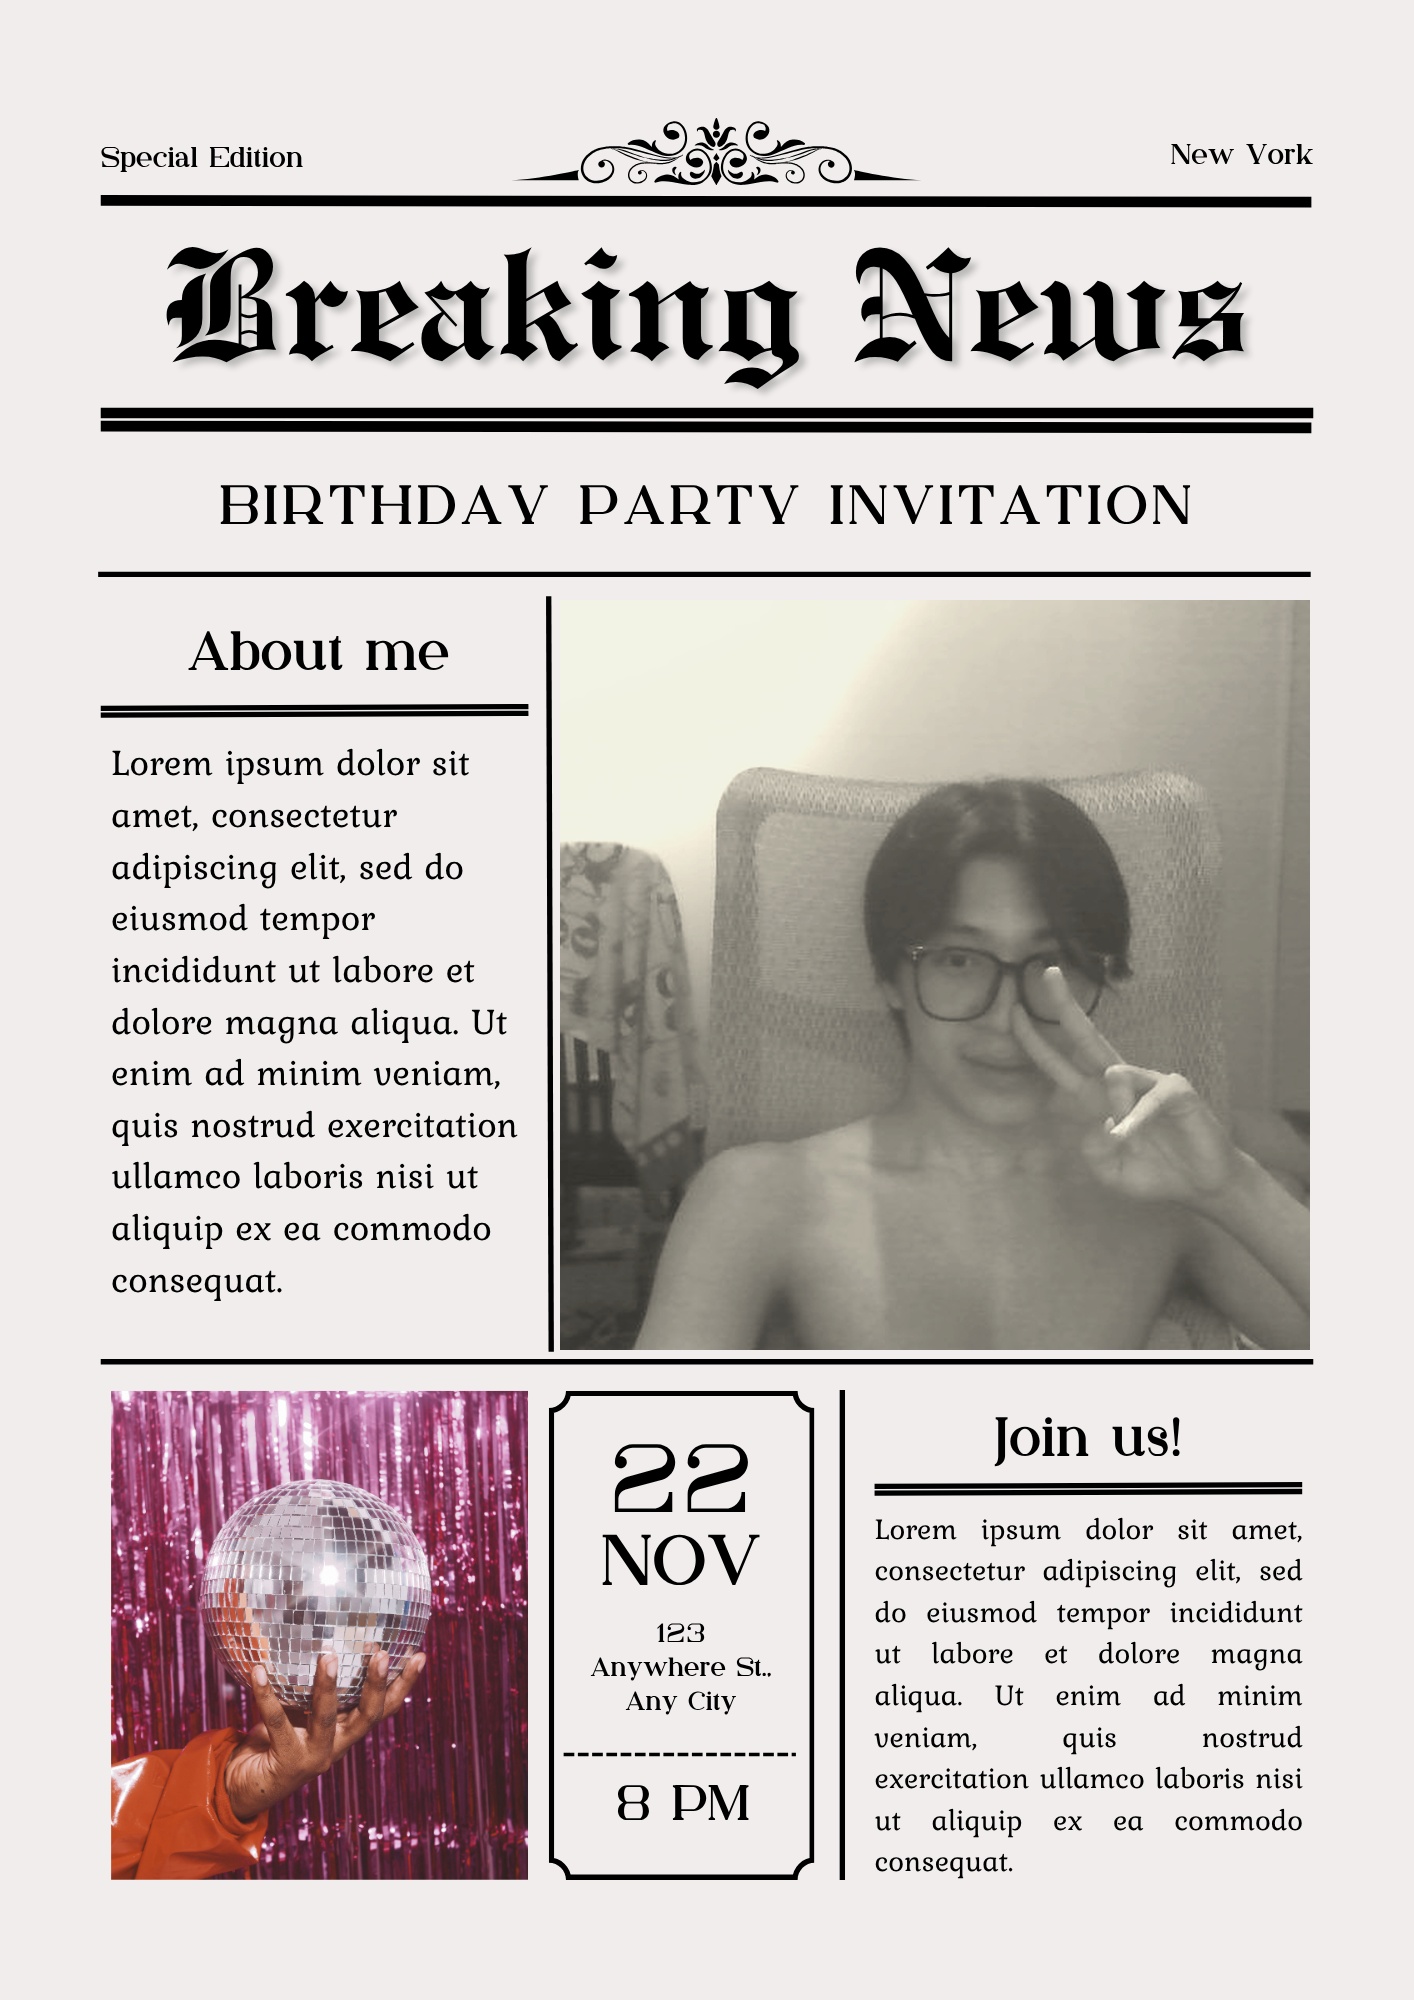 Special Edition
New York
Breaking News
BIRTHDAY PARTY INVITATION
About me
Lorem ipsum dolor sit
amet, consectetur
adipiscing elit, sed do
eiusmod tempor
incididunt ut labore et
dolore magna aliqua. Ut
enim ad minim veniam,
quis nostrud exercitation
ullamco laboris nisi ut
aliquip ex ea commodo
consequat.
22
NOV
123
Anywhere St.,
Any City
8 PM
Join us!
Lorem ipsum dolor sit amet,
consectetur adipiscing elit, sed
do eiusmod tempor incididunt
ut labore et dolore magna
aliqua. Ut enim ad minim
veniam, quis nostrud
exercitation ullamco laboris nisi
ut aliquip ex ea commodo
consequat.